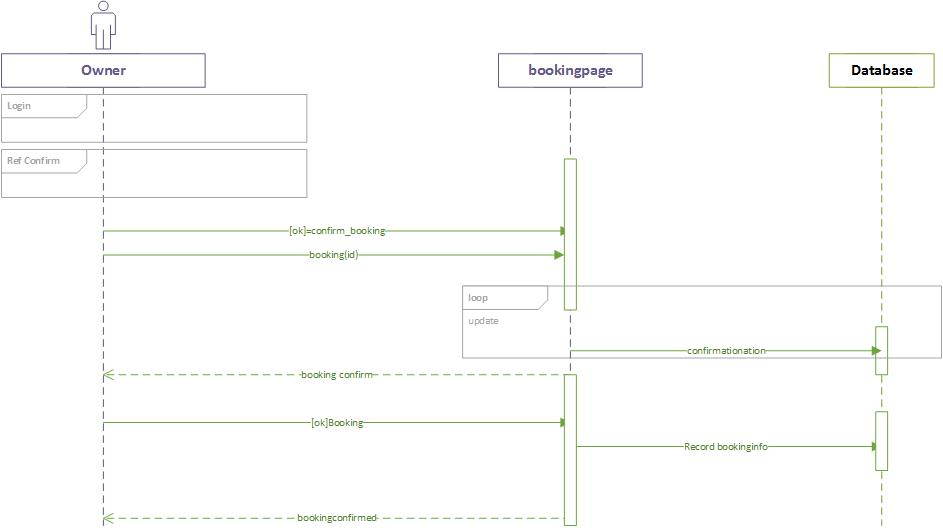 Owner
bookingpage
Database
Login
Ref Confirm
[ok]=confirm_booking
booking(id)
loop
update
confirmationation
booking confirm
[ok]Booking
Record bookinginfo
bookingconfirmed